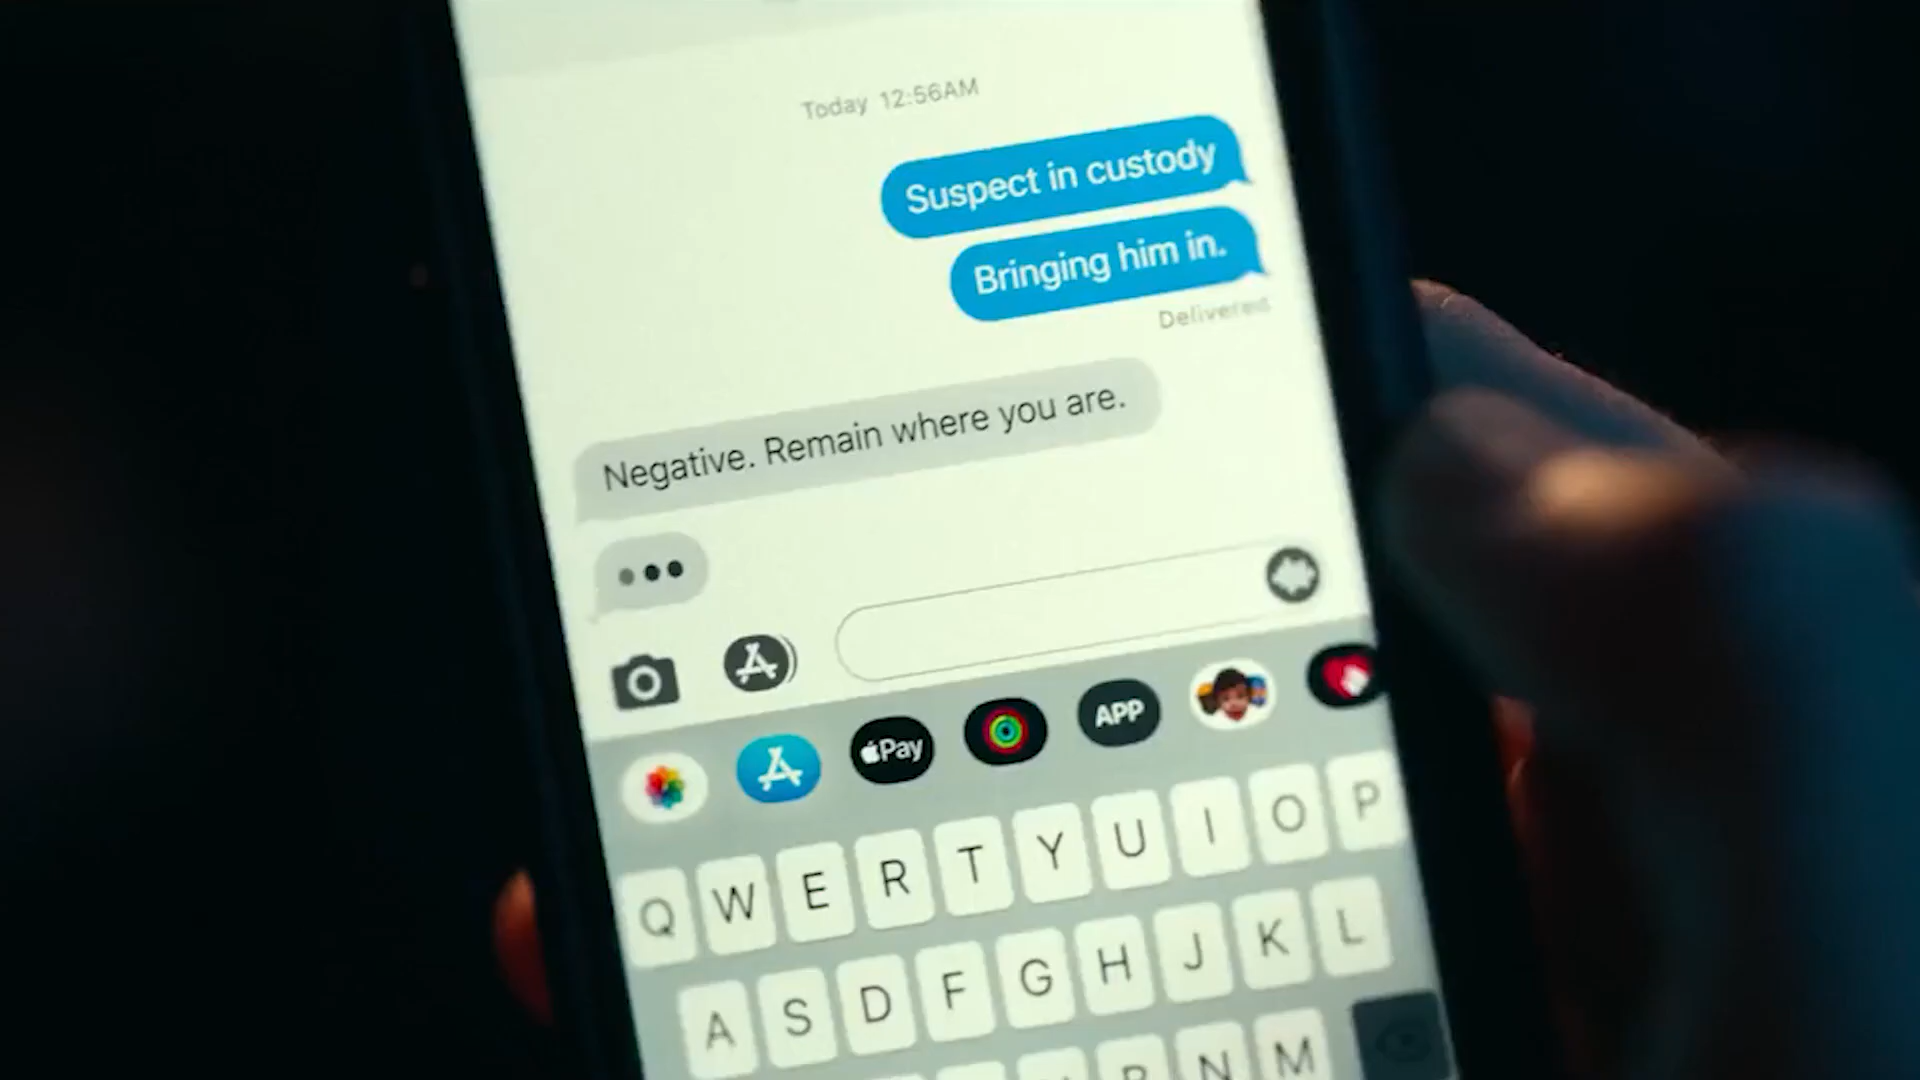 Today 12:56AM
Suspect in custody
Bringing him in.
Delivered
Negative. Remain where you are.
Pay
APP
Q W E R T Y U I O P
A S D F G H J K L
B N M